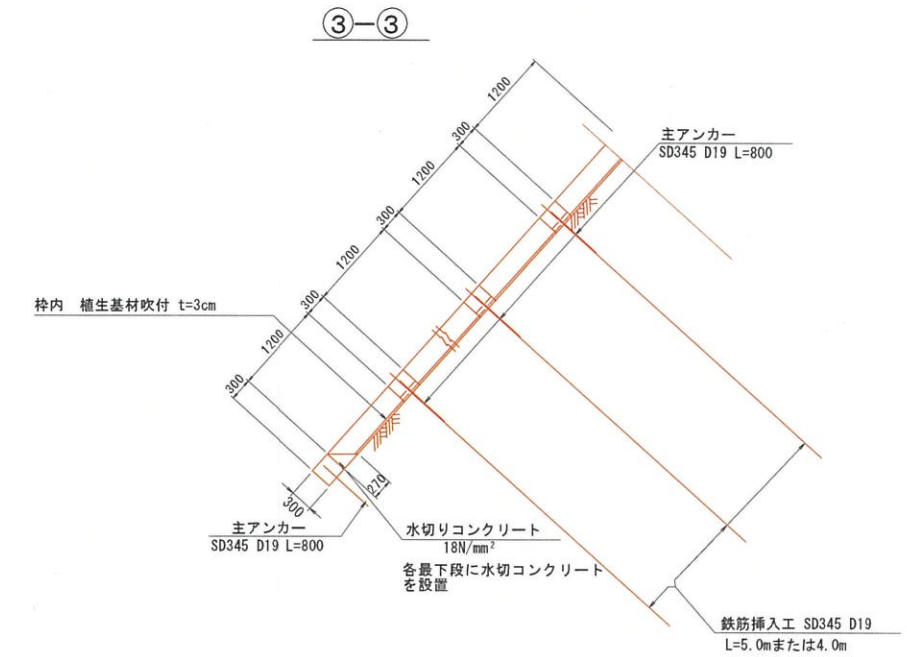 ③-③
1200
300
1200
300
1200
300
1200
300
主アンカー
SD345 D19 L=800
枠内 植生基材吹付 t=3cm
300
270
主アンカー
SD345 D19 L=800
水切りコンクリート
18N/mm²
各最下段に水切コンクリート
を設置
鉄筋挿入工 SD345 D19
L=5.0mまたは4.0m